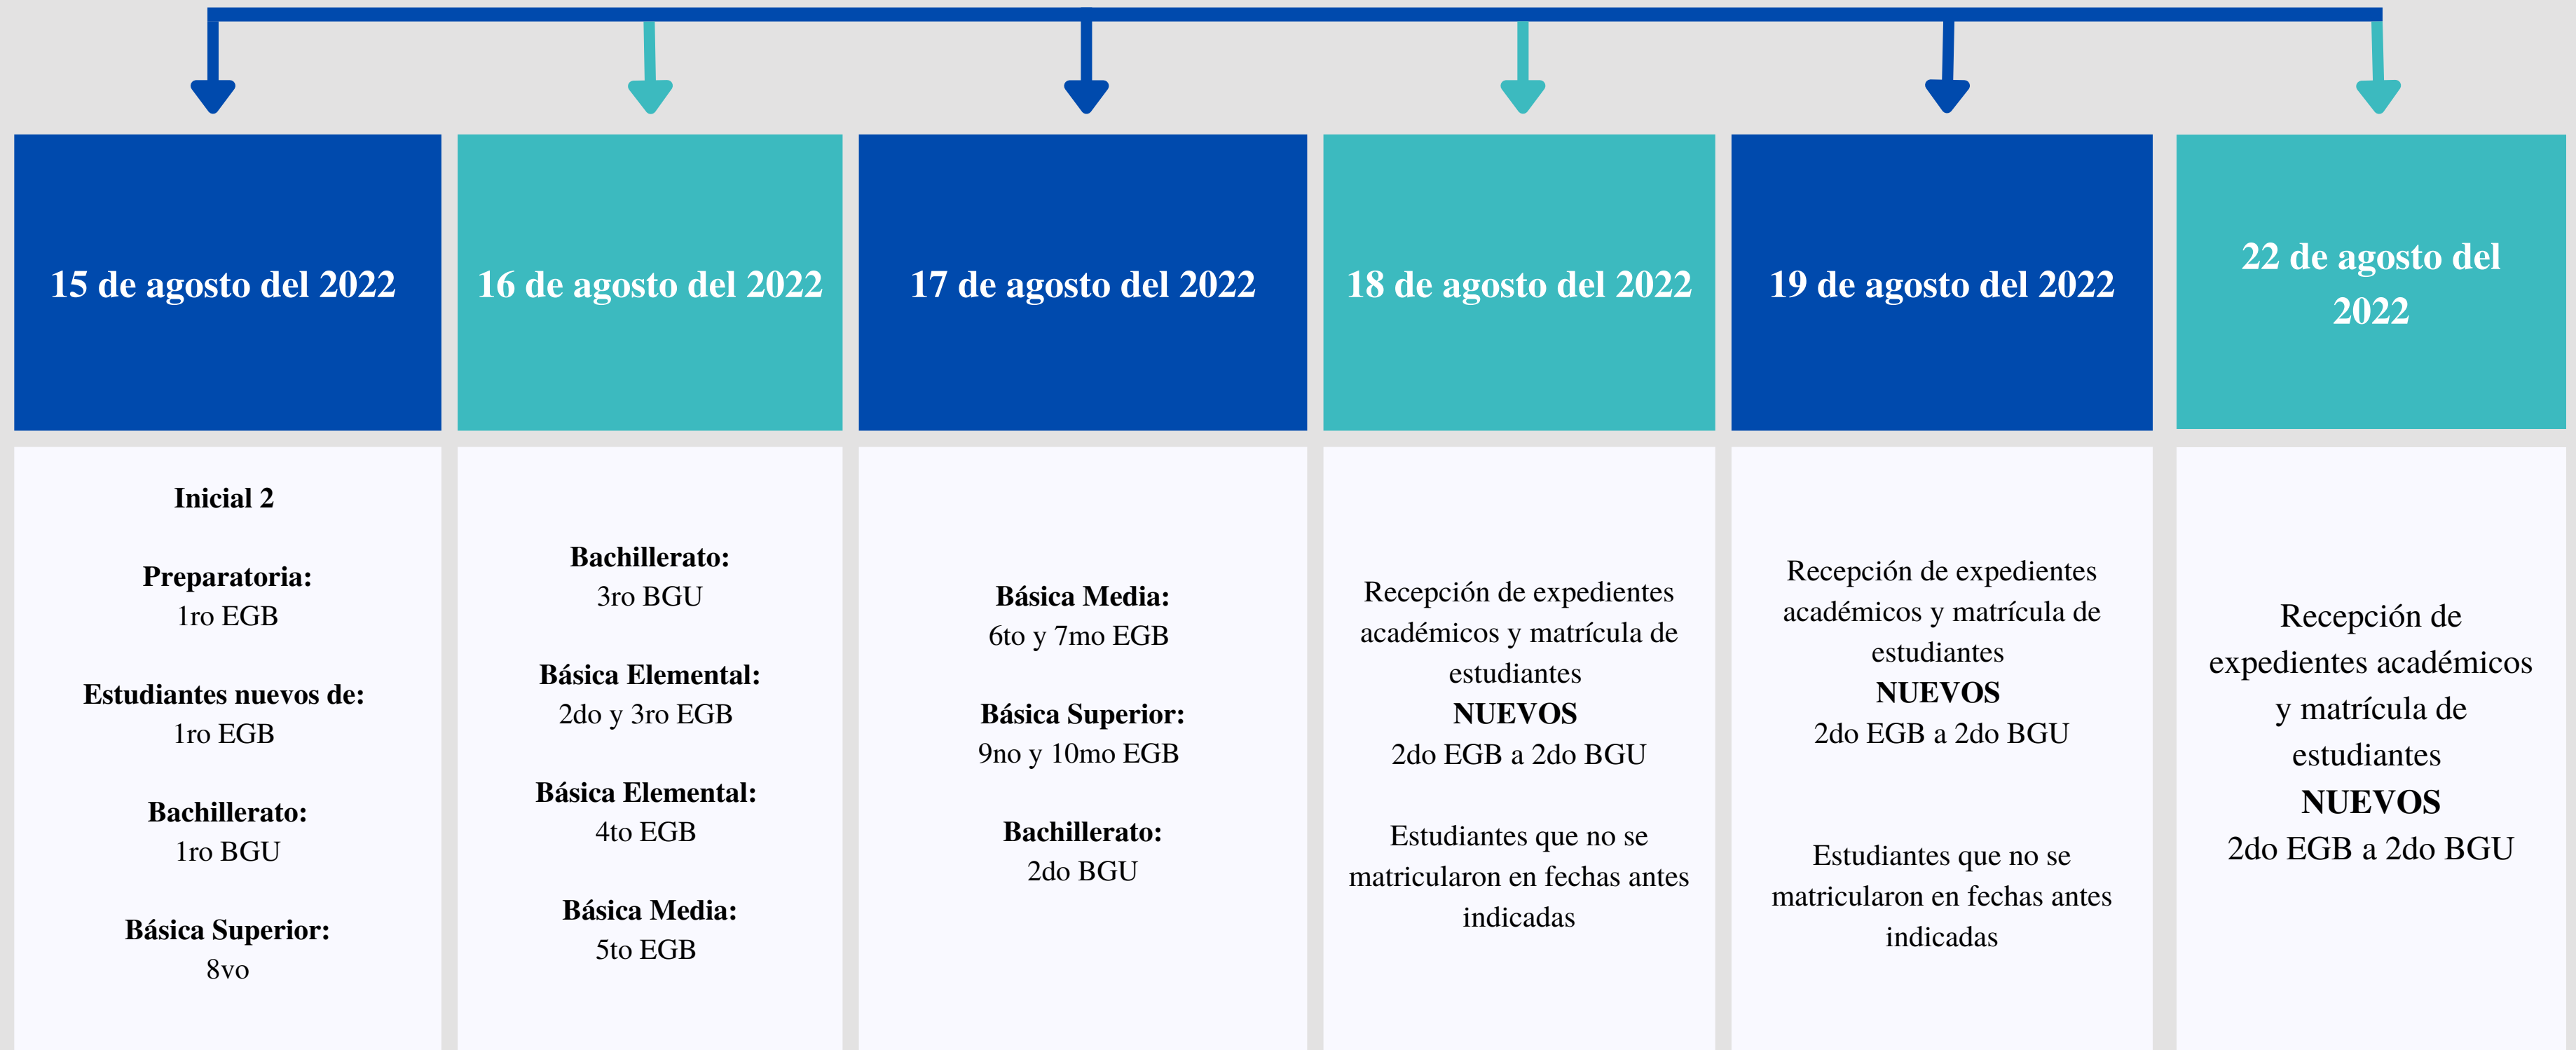 15 de agosto del 2022
Inicial 2
Preparatoria:
1ro EGB
Estudiantes nuevos de:
1ro EGB
Bachillerato:
1ro BGU
Básica Superior:
8vo
16 de agosto del 2022
Bachillerato:
3ro BGU
Básica Elemental:
2do y 3ro EGB
Básica Elemental:
4to EGB
Básica Media:
5to EGB
17 de agosto del 2022
Básica Media:
6to y 7mo EGB
Básica Superior:
9no y 10mo EGB
Bachillerato:
2do BGU
18 de agosto del 2022
Recepción de expedientes
académicos y matrícula de
estudiantes
NUEVOS
2do EGB a 2do BGU
Estudiantes que no se
matricularon en fechas antes
indicadas
19 de agosto del 2022
Recepción de expedientes
académicos y matrícula de
estudiantes
NUEVOS
2do EGB a 2do BGU
Estudiantes que no se
matricularon en fechas antes
indicadas
22 de agosto del
2022
Recepción de
expedientes académicos
y matrícula de
estudiantes
NUEVOS
2do EGB a 2do BGU